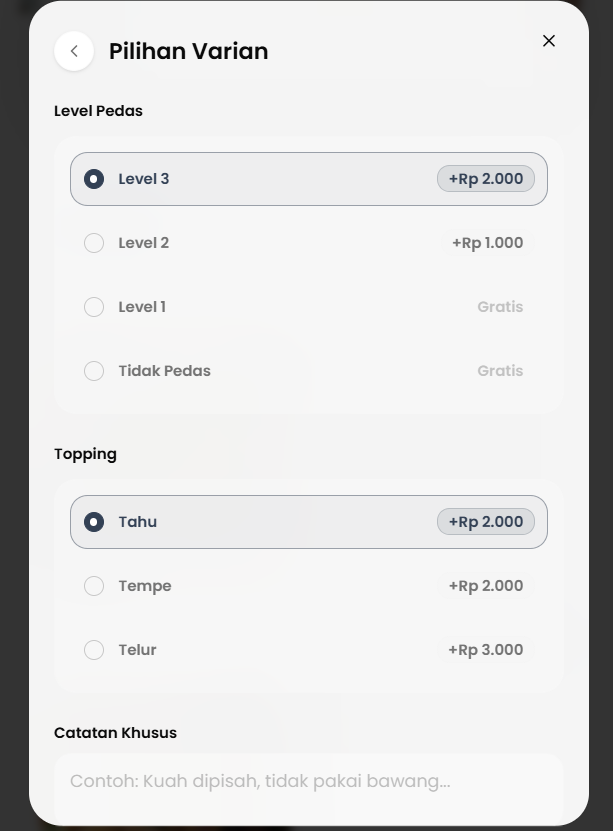 Pilihan Varian
Level Pedas
Level 3 +Rp 2.000
Level 2 +Rp 1.000
Level 1 Gratis
Tidak Pedas Gratis
Topping
Tahu +Rp 2.000
Tempe +Rp 2.000
Telur +Rp 3.000
Catatan Khusus
Contoh: Kuah dipisah, tidak pakai bawang...